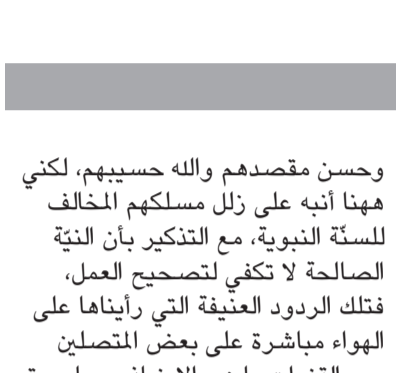 وحسن مقصدهم والله حسيبهم، لكني
ههنا أنبه على زلل مسلكهم المخالف
للسنّة النبوية، مع التذكير بأن النيّة
الصالحة لا تكفي لتصحيح العمل،
فتلك الردود العنيفة التي رأيناها على
الهواء مباشرة على بعض المتصلين